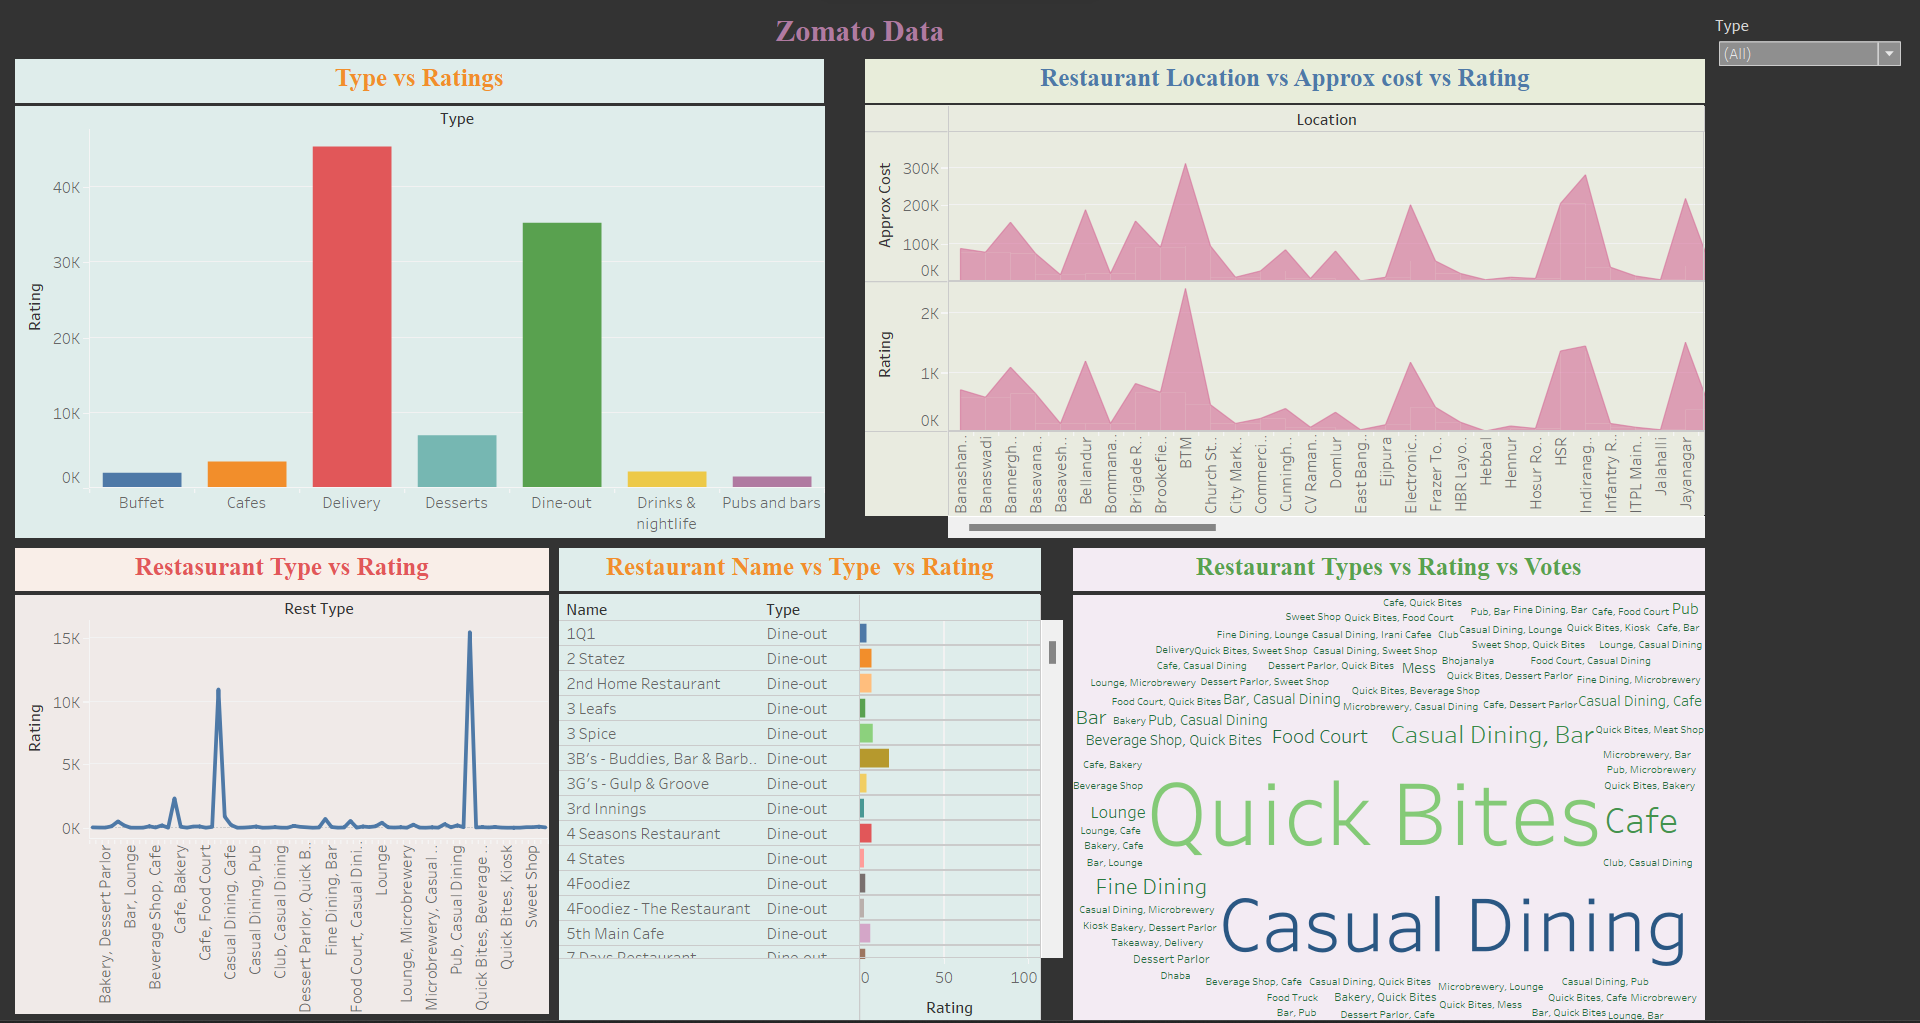 Zomato Data
Type
(All)
Type vs Ratings
Type
Rating
40K
30K
20K
10K
0K
Buffet
Cafes
Delivery
Desserts
Dine-out
Drinks &
nightlife
Pubs and bars
Restaurant Location vs Approx cost vs Rating
Location
Approx Cost
300K
200K
100K
0K
Rating
2K
1K
0K
Banashan..
Banaswadi
Bannergh..
Basavana..
Basavesh..
Bellandur
Bommana..
Brigade R..
Brookefie..
BTM
Church St..
City Mark..
Commerci..
Cunningh..
CV Raman..
Domlur
East Bang..
Ejipura
Electronic..
Frazer To..
HBR Layo..
Hebbal
Hennur
Hosur Ro..
HSR
Indiranag..
Infantry R..
ITPL Main..
Jalahalli
Jayanagar
Restasurant Type vs Rating
Rest Type
Rating
15K
10K
5K
0K
Bakery, Dessert Parlor
Bar, Lounge
Beverage Shop, Cafe
Cafe, Bakery
Cafe, Food Court
Casual Dining, Cafe
Casual Dining, Pub
Club, Casual Dining
Dessert Parlor, Quick B..
Fine Dining, Bar
Food Court, Casual Dini..
Lounge
Lounge, Microbrewery
Microbrewery, Casual ..
Pub, Casual Dining
Quick Bites, Beverage ..
Quick Bites, Kiosk
Sweet Shop
Restaurant Name vs Type vs Rating
Name Type
1Q1 Dine-out
2 Statez Dine-out
2nd Home Restaurant Dine-out
3 Leafs Dine-out
3 Spice Dine-out
3B's - Buddies, Bar & Barb.. Dine-out
3G's - Gulp & Groove Dine-out
3rd Innings Dine-out
4 Seasons Restaurant Dine-out
4 States Dine-out
4Foodiez Dine-out
4Foodiez - The Restaurant Dine-out
5th Main Cafe Dine-out
7 Days Restaurant Dine-out
0 50 100
Rating
Restaurant Types vs Rating vs Votes
Cafe, Quick Bites
Pub, Bar Fine Dining, Bar Cafe, Food Court Pub
Sweet Shop Quick Bites, Food Court
Casual Dining, Lounge Quick Bites, Kiosk Cafe, Bar
Fine Dining, Lounge Casual Dining, Irani Cafee Club
Sweet Shop, Quick Bites Lounge, Casual Dining
Delivery Quick Bites, Sweet Shop Casual Dining, Sweet Shop
Bhojanalya Food Court, Casual Dining
Cafe, Casual Dining Dessert Parlor, Quick Bites Mess
Quick Bites, Dessert Parlor Fine Dining, Microbrewery
Lounge, Microbrewery Dessert Parlor, Sweet Shop
Quick Bites, Beverage Shop
Food Court, Quick Bites Bar, Casual Dining Microbrewery, Casual Dining Cafe, Dessert Parlor Casual Dining, Cafe
Bar Bakery Pub, Casual Dining
Beverage Shop, Quick Bites Food Court Casual Dining, Bar Quick Bites, Meat Shop
Microbrewery, Bar
Cafe, Bakery
Pub, Microbrewery
Beverage Shop
Quick Bites, Bakery
Lounge Quick Bites Cafe
Lounge, Cafe
Bakery, Cafe
Bar, Lounge
Club, Casual Dining
Fine Dining
Casual Dining, Microbrewery
Kiosk Bakery, Dessert Parlor Casual Dining
Takeaway, Delivery
Dessert Parlor
Dhaba
Beverage Shop, Cafe Casual Dining, Quick Bites Casual Dining, Pub
Microbrewery, Lounge
Food Truck Bakery, Quick Bites Quick Bites, Cafe Microbrewery
Quick Bites, Mess
Bar, Pub Dessert Parlor, Cafe Bar, Quick Bites Lounge, Bar